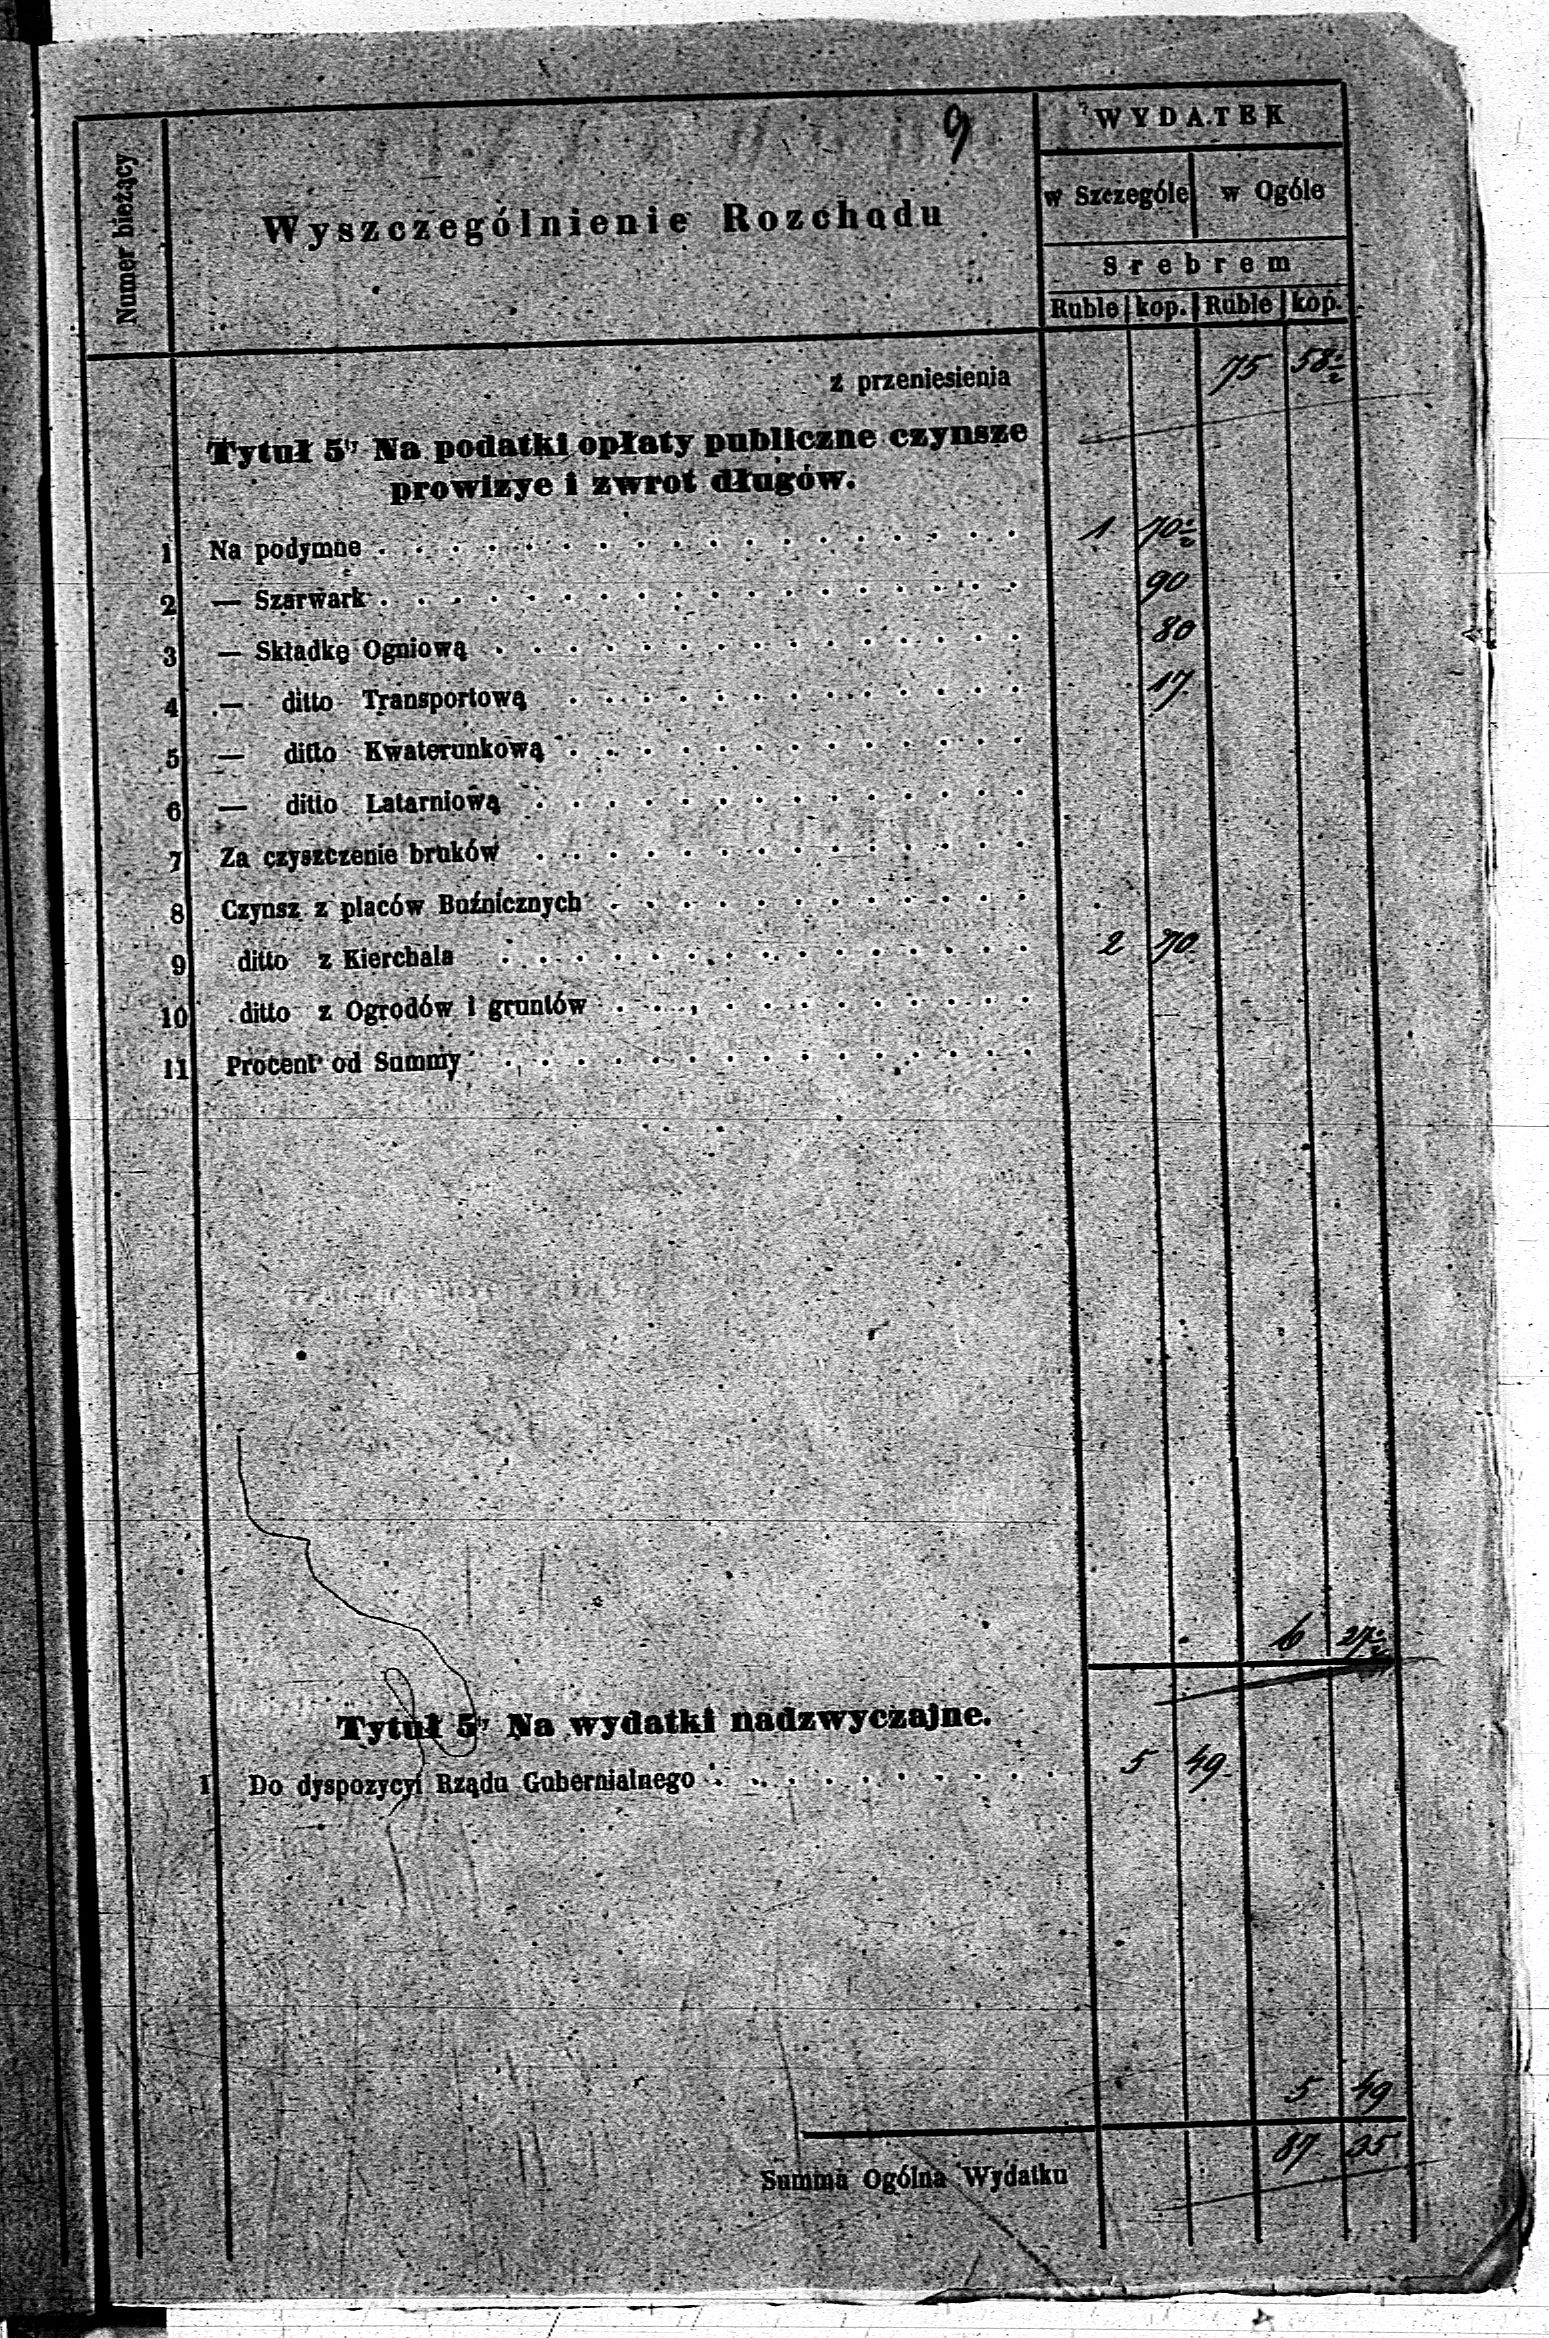 9
Numer bieżący
Wyszczególnienie Rozchodu
WYDATEK
w Szczególe w Ogóle
Srebrem
Ruble kop. Ruble kop.
z przeniesienia 75 58½
Tytuł 5ty Na podatki opłaty publiczne czynsze
prowizye i zwrot długów.
1 Na podymne 1 70½
2 — Szarwark 90
3 — Składkę Ogniową 80
4 — ditto Transportową 17
5 — ditto Kwaterunkową
6 — ditto Latarniową
7 Za czyszczenie bruków
8 Czynsz z placów Bużnicznych
9 ditto z Kierchala 2 70
10 ditto z Ogrodów i gruntów
11 Procent od Summy
6 27½
Tytuł 5ty Na wydatki nadzwyczajne.
1 Do dyspozycyi Rządu Gubernialnego 5 49
5 49
Summa Ogólna Wydatku 87 35